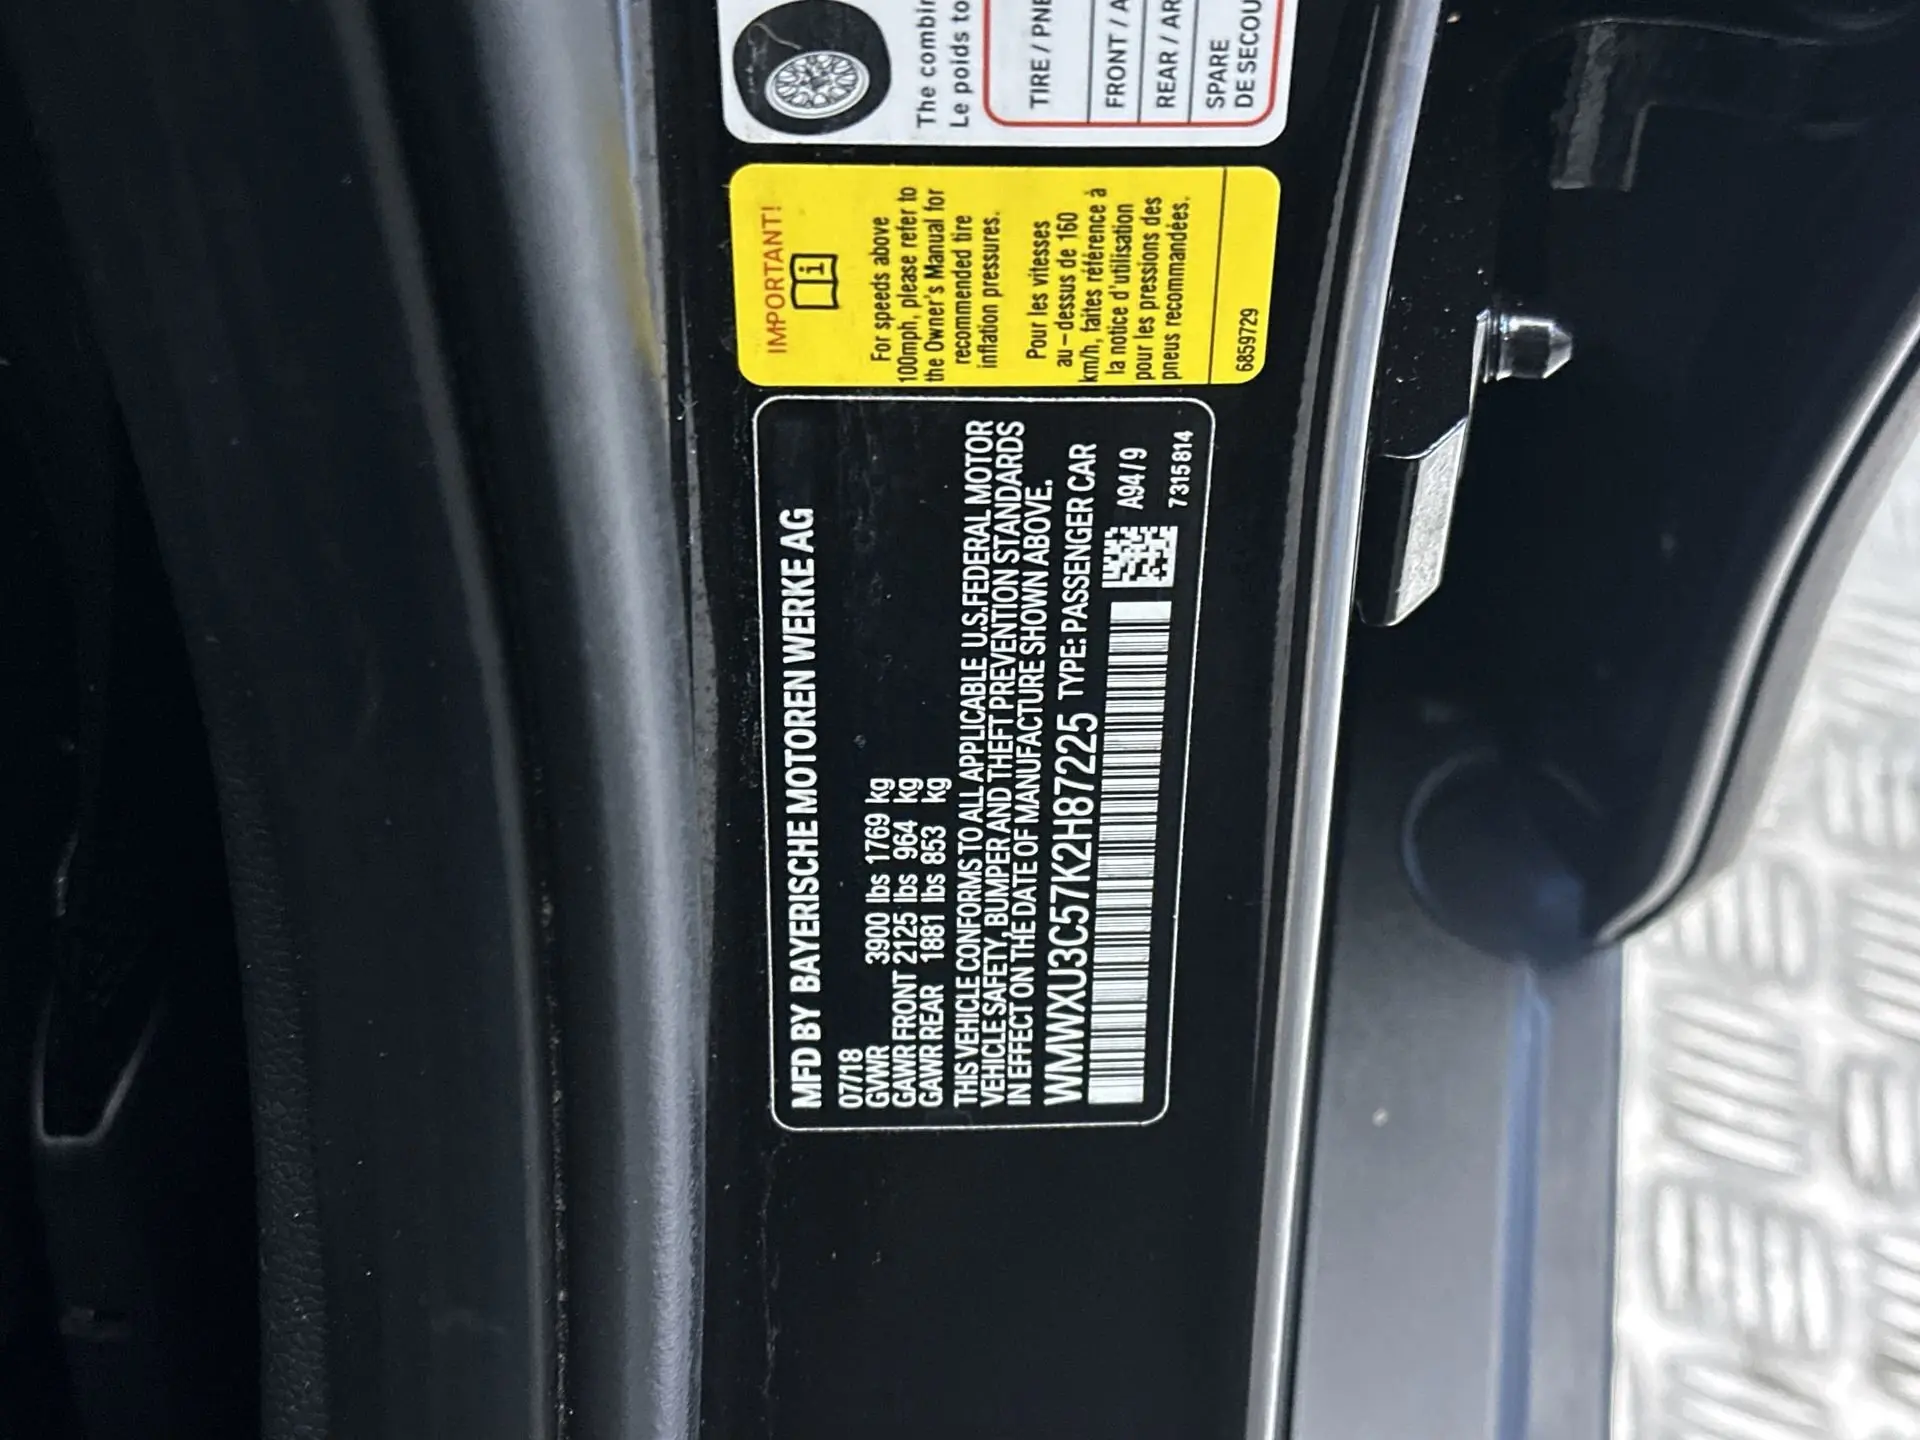 MFD BY BAYERISCHE MOTOREN WERKE AG
07/18
GVWR 3900 lbs 1769 kg
GAWR FRONT 2125 lbs 964 kg
GAWR REAR 1881 lbs 853 kg
THIS VEHICLE CONFORMS TO ALL APPLICABLE U.S. FEDERAL MOTOR
VEHICLE SAFETY, BUMPER AND THEFT PREVENTION STANDARDS
IN EFFECT ON THE DATE OF MANUFACTURE SHOWN ABOVE.
WMWXU3C57K2H87225 TYPE: PASSENGER CAR
A94/9
7315814
IMPORTANT!
For speeds above
100mph, please refer to
the Owner's Manual for
recommended tire
inflation pressures.
Pour les vitesses
au-dessus de 160
km/h, faites référence à
la notice d'utilisation
pour les pressions des
pneus recommandées.
6859729
The combin
Le poids to
TIRE / PNE
FRONT / A
REAR / AR
SPARE
DE SECOU